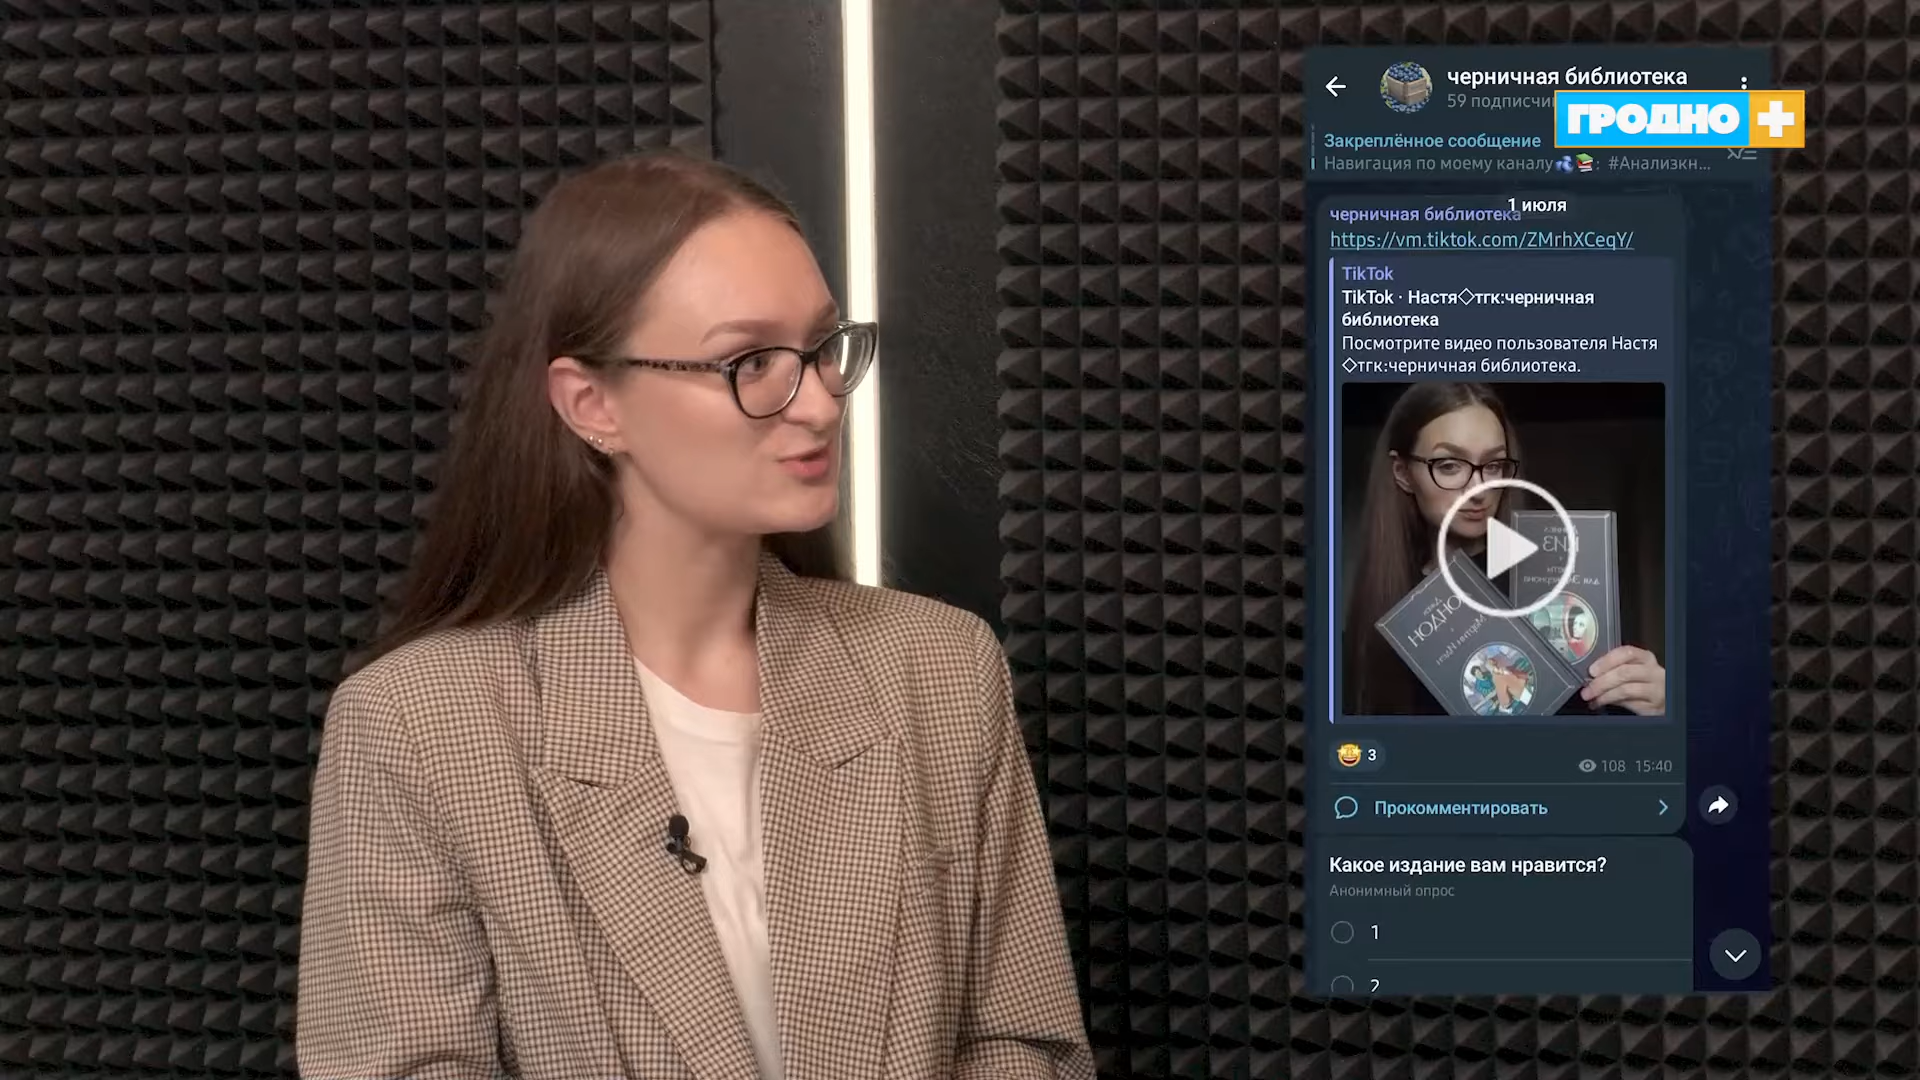 черничная библиотека
59 подписчи
ГРОДНО +
Закреплённое сообщение
Навигация по моему каналу: #Анализкн...
1 июля
черничная библиотека
https://vm.tiktok.com/ZMrhXCeqY/
TikTok
TikTok · Настя◇тгк:черничная
библиотека
Посмотрите видео пользователя Настя
◇тгк:черничная библиотека.
КИЗ
3
108 15:40
Прокомментировать
Какое издание вам нравится?
Анонимный опрос
1
2